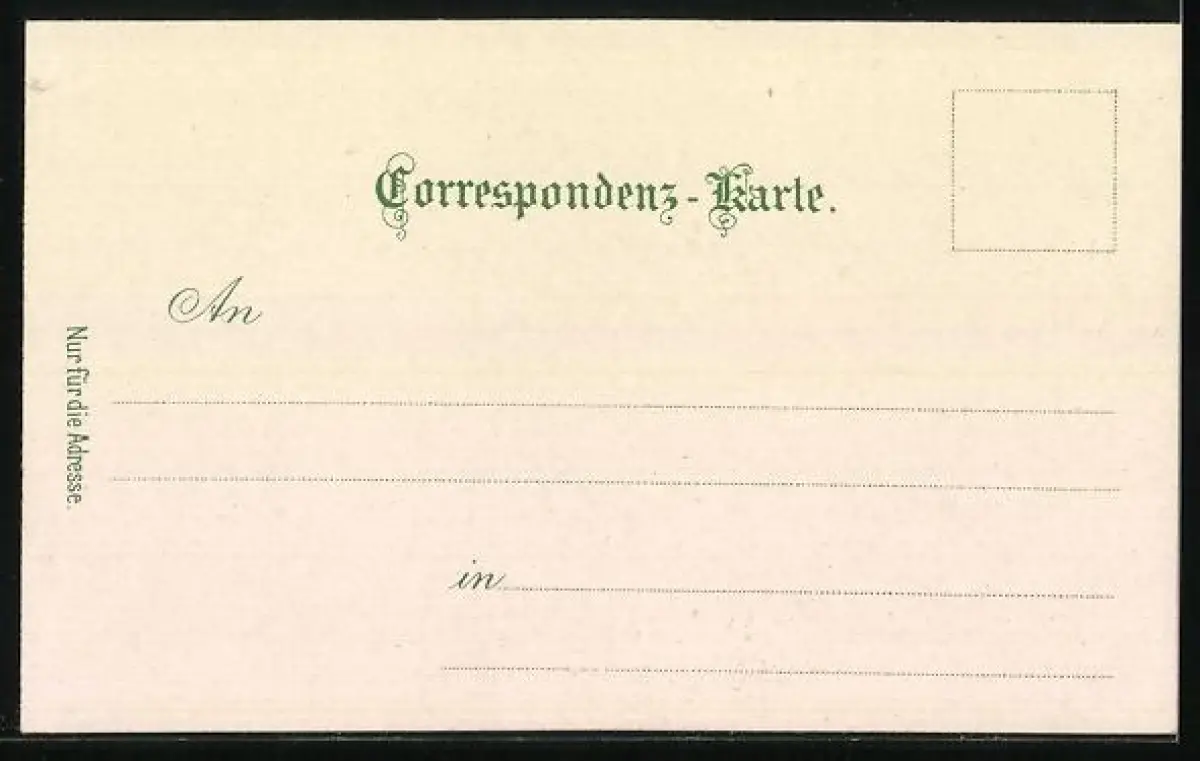 Correspondenz-Karte.
An
Nur für die Adresse.
in